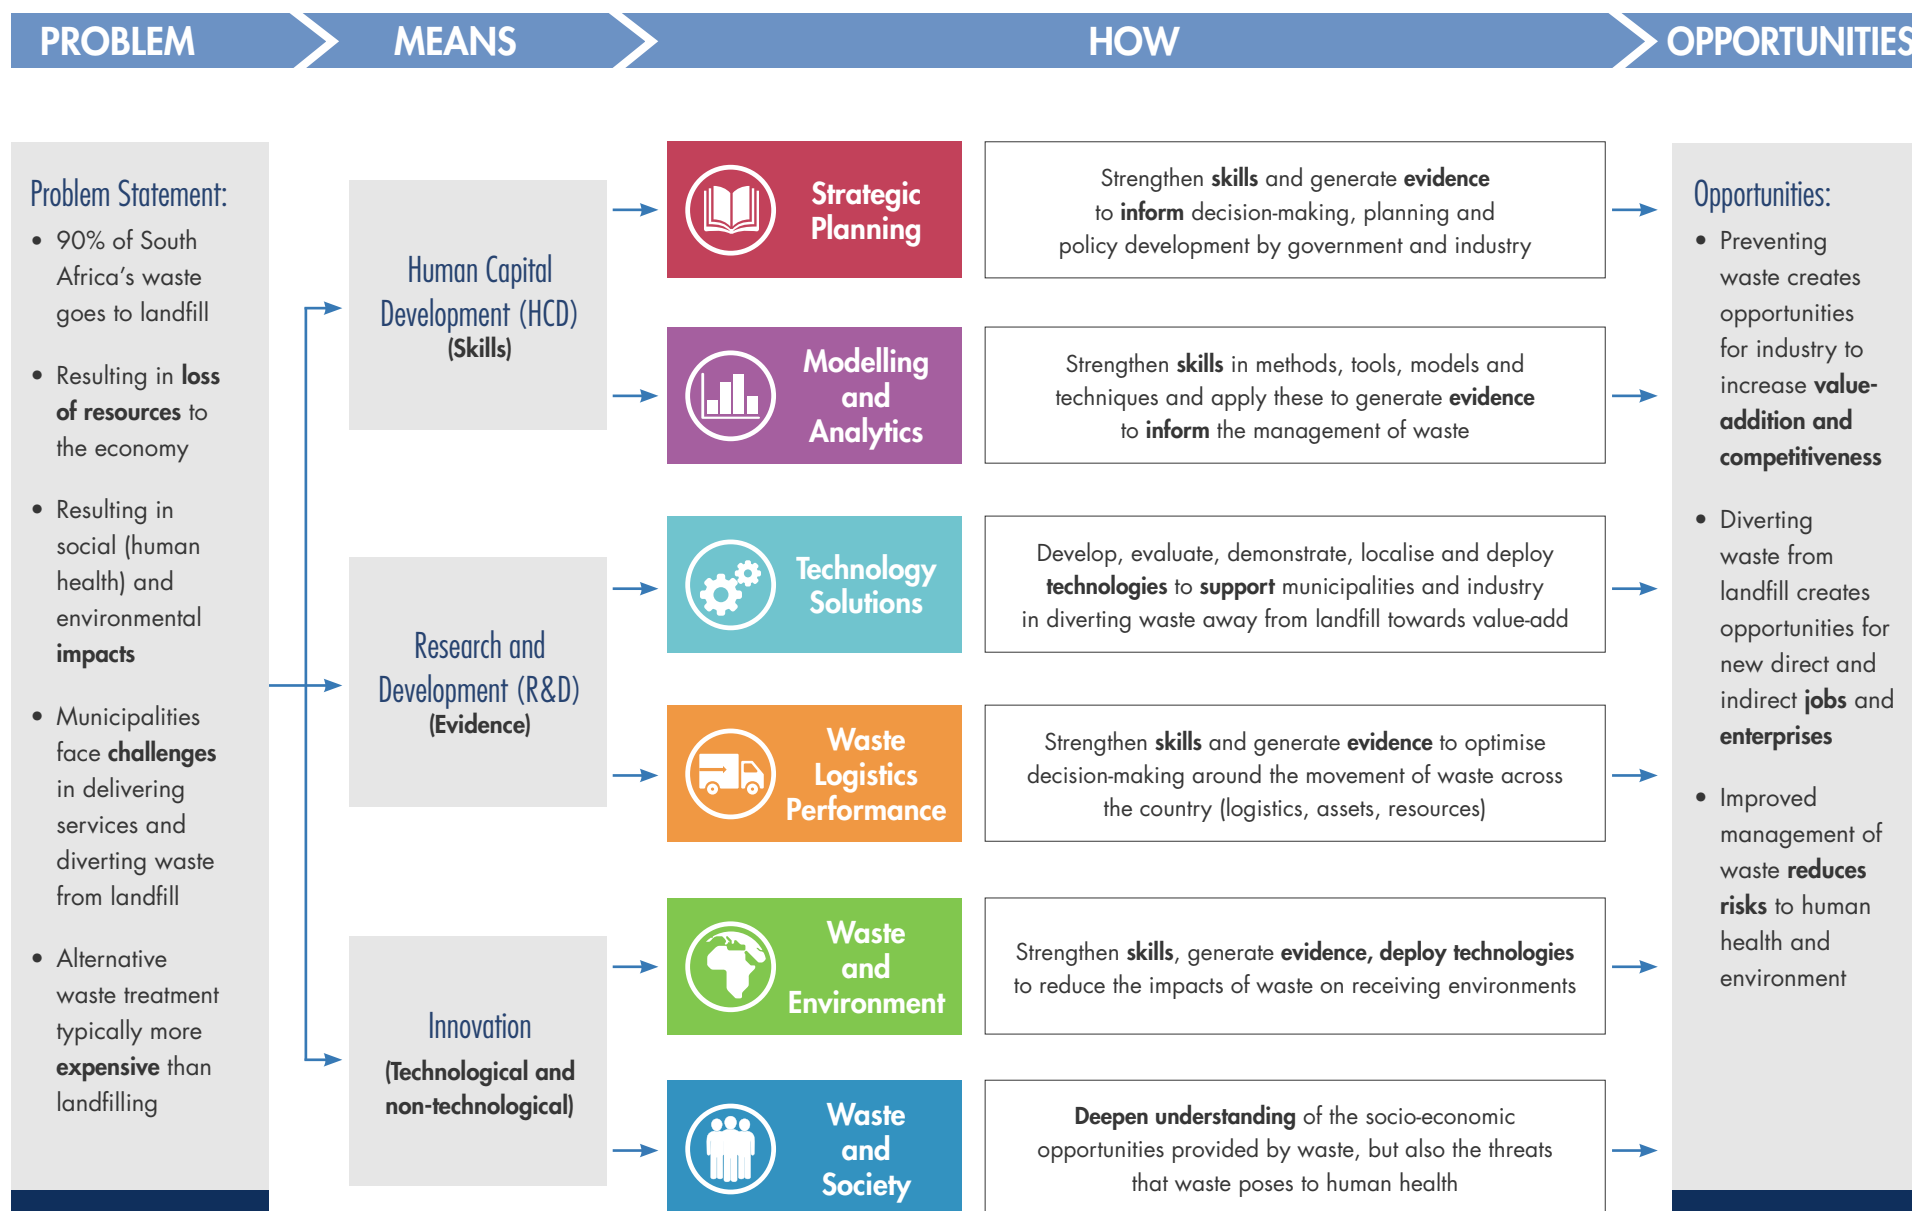 PROBLEM
MEANS
HOW
OPPORTUNITIES
Problem Statement:
• 90% of South
Africa’s waste
goes to landfill
• Resulting in loss
of resources to
the economy
• Resulting in
social (human
health) and
environmental
impacts
• Municipalities
face challenges
in delivering
services and
diverting waste
from landfill
• Alternative
waste treatment
typically more
expensive than
landfilling
Human Capital
Development (HCD)
(Skills)
Research and
Development (R&D)
(Evidence)
Innovation
(Technological and
non-technological)
Strategic
Planning
Strengthen skills and generate evidence
to inform decision-making, planning and
policy development by government and industry
Modelling
and
Analytics
Strengthen skills in methods, tools, models and
techniques and apply these to generate evidence
to inform the management of waste
Technology
Solutions
Develop, evaluate, demonstrate, localise and deploy
technologies to support municipalities and industry
in diverting waste away from landfill towards value-add
Waste
Logistics
Performance
Strengthen skills and generate evidence to optimise
decision-making around the movement of waste across
the country (logistics, assets, resources)
Waste
and
Environment
Strengthen skills, generate evidence, deploy technologies
to reduce the impacts of waste on receiving environments
Waste
and
Society
Deepen understanding of the socio-economic
opportunities provided by waste, but also the threats
that waste poses to human health
Opportunities:
• Preventing
waste creates
opportunities
for industry to
increase value-
addition and
competitiveness
• Diverting
waste from
landfill creates
opportunities for
new direct and
indirect jobs and
enterprises
• Improved
management of
waste reduces
risks to human
health and
environment